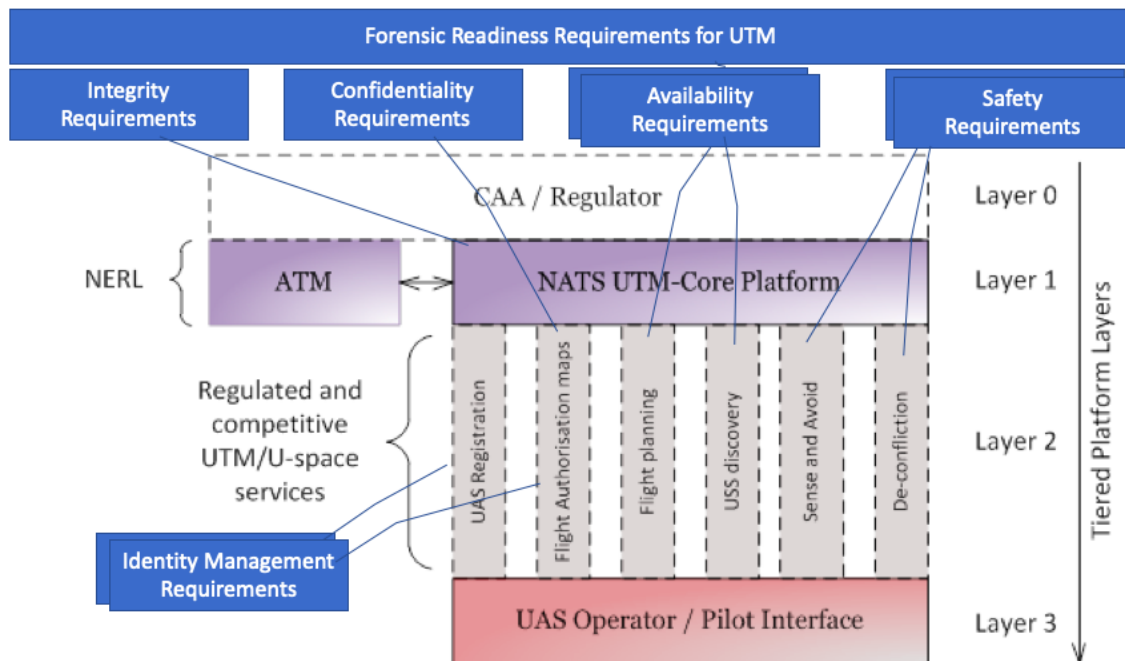 Forensic Readiness Requirements for UTM
Integrity
Requirements
Confidentiality
Requirements
Availability
Requirements
Safety
Requirements
CAA / Regulator
Layer 0
NERL
ATM
NATS UTM-Core Platform
Layer 1
Regulated and
competitive
UTM/U-space
services
UAS Registration
Flight Authorisation maps
Flight planning
USS discovery
Sense and Avoid
De-confliction
Layer 2
Tiered Platform Layers
Identity Management
Requirements
UAS Operator / Pilot Interface
Layer 3